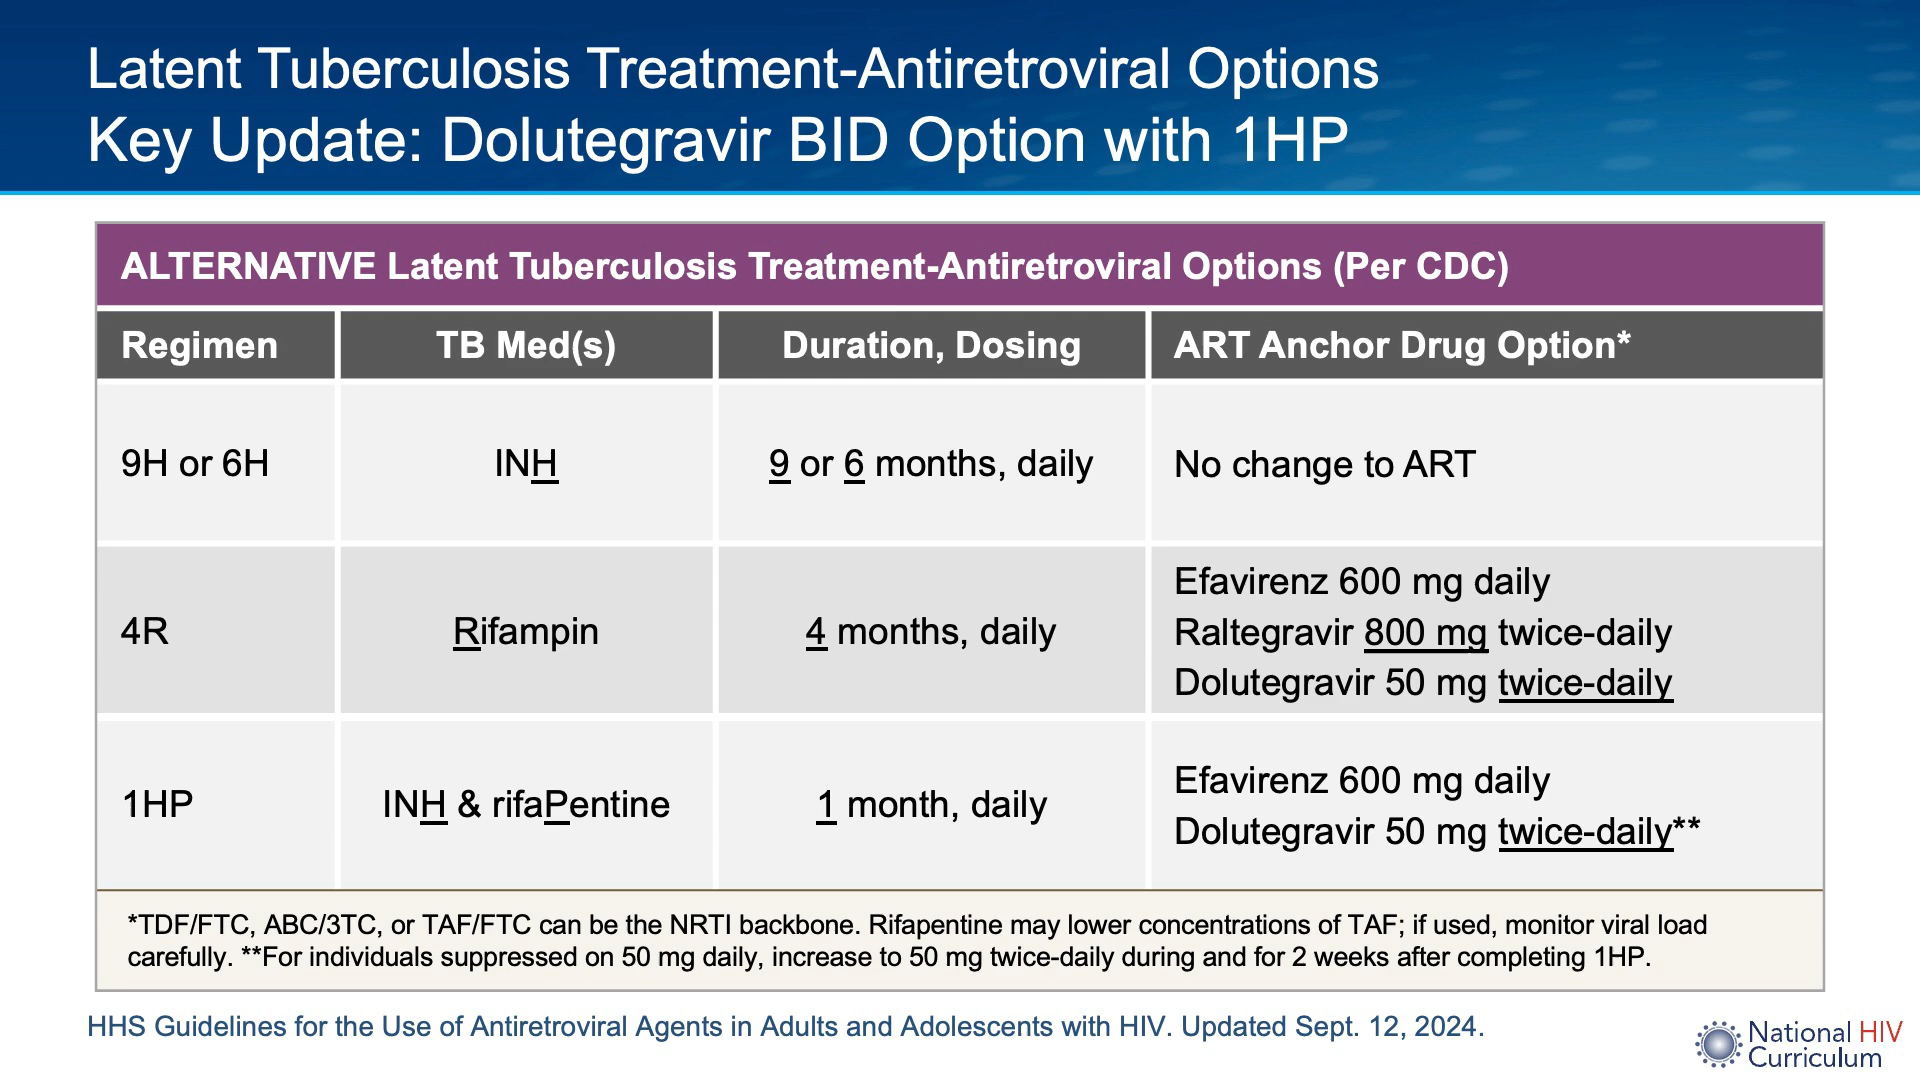 Latent Tuberculosis Treatment-Antiretroviral Options
Key Update: Dolutegravir BID Option with 1HP
ALTERNATIVE Latent Tuberculosis Treatment-Antiretroviral Options (Per CDC)
Regimen
TB Med(s)
Duration, Dosing
ART Anchor Drug Option*
9H or 6H
INH
9 or 6 months, daily
No change to ART
4R
Rifampin
4 months, daily
Efavirenz 600 mg daily
Raltegravir 800 mg twice-daily
Dolutegravir 50 mg twice-daily
1HP
INH & rifaPentine
1 month, daily
Efavirenz 600 mg daily
Dolutegravir 50 mg twice-daily**
*TDF/FTC, ABC/3TC, or TAF/FTC can be the NRTI backbone. Rifapentine may lower concentrations of TAF; if used, monitor viral load
carefully. **For individuals suppressed on 50 mg daily, increase to 50 mg twice-daily during and for 2 weeks after completing 1HP.
HHS Guidelines for the Use of Antiretroviral Agents in Adults and Adolescents with HIV. Updated Sept. 12, 2024.
National HIV
Curriculum